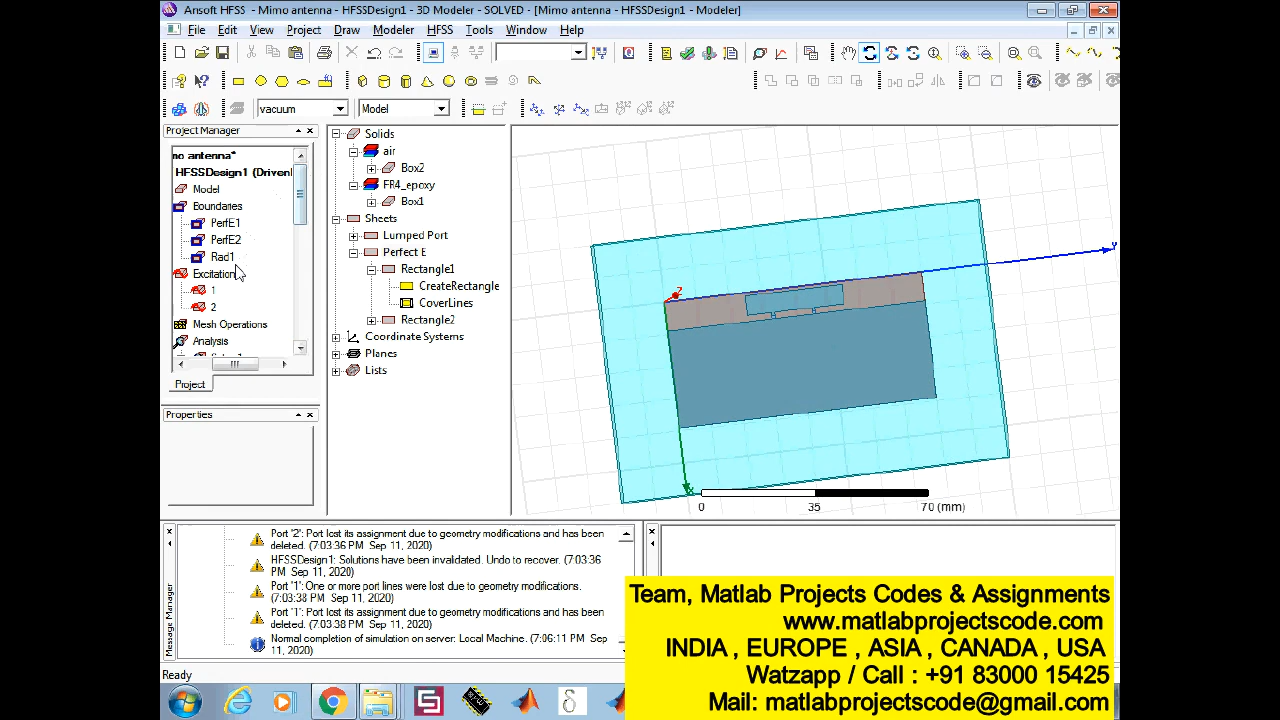 Ansoft HFSS - Mimo antenna - HFSSDesign1 - 3D Modeler - SOLVED - [Mimo antenna - HFSSDesign1 - Modeler]
File Edit View Project Draw Modeler HFSS Tools Window Help
vacuum Model
Project Manager
mo antenna*
HFSSDesign1 (Driven
Model
Boundaries
PerfE1
PerfE2
Rad1
Excitation
1
2
Mesh Operations
Analysis
Project
Properties
Solids
air
Box2
FR4_epoxy
Box1
Sheets
Lumped Port
Perfect E
Rectangle1
CreateRectangle
CoverLines
Rectangle2
Coordinate Systems
Planes
Lists
Z
0 35 70 (mm)
Message Manager
Port '2': Port lost its assignment due to geometry modifications and has been
deleted. (7:03:36 PM Sep 11, 2020)
HFSSDesign1: Solutions have been invalidated. Undo to recover. (7:03:36
PM Sep 11, 2020)
Port '1': One or more port lines were lost due to geometry modifications.
(7:03:38 PM Sep 11, 2020)
Port '1': Port lost its assignment due to geometry modifications and has been
deleted. (7:03:38 PM Sep 11, 2020)
Normal completion of simulation on server: Local Machine. (7:06:11 PM Sep
11, 2020)
Ready
Team, Matlab Projects Codes & Assignments
www.matlabprojectscode.com
INDIA , EUROPE , ASIA , CANADA , USA
Watzapp / Call : +91 83000 15425
Mail: matlabprojectscode@gmail.com